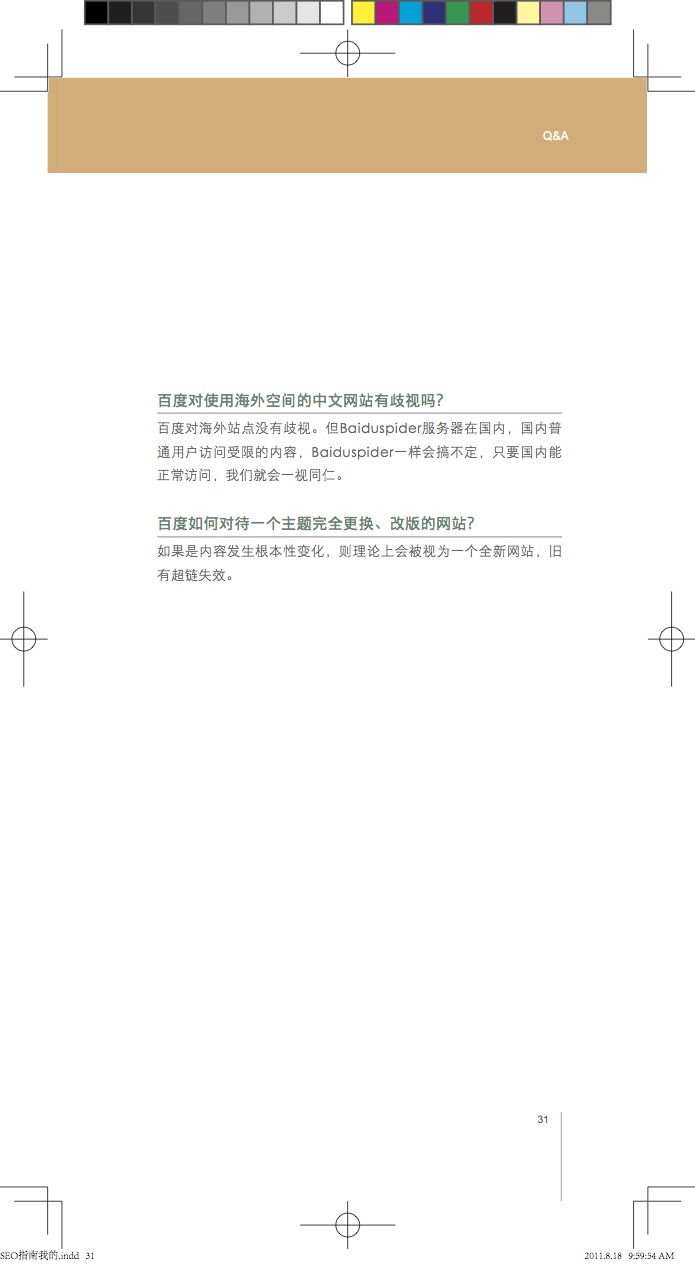 Q&A
百度对使用海外空间的中文网站有歧视吗?
百度对海外站点没有歧视。但Baiduspider服务器在国内，国内普
通用户访问受限的内容，Baiduspider一样会搞不定，只要国内能
正常访问，我们就会一视同仁。
百度如何对待一个主题完全更换、改版的网站?
如果是内容发生根本性变化，则理论上会被视为一个全新网站，旧
有超链失效。
31
SEO指南我的.indd 31
2011.8.18 9:59:54 AM